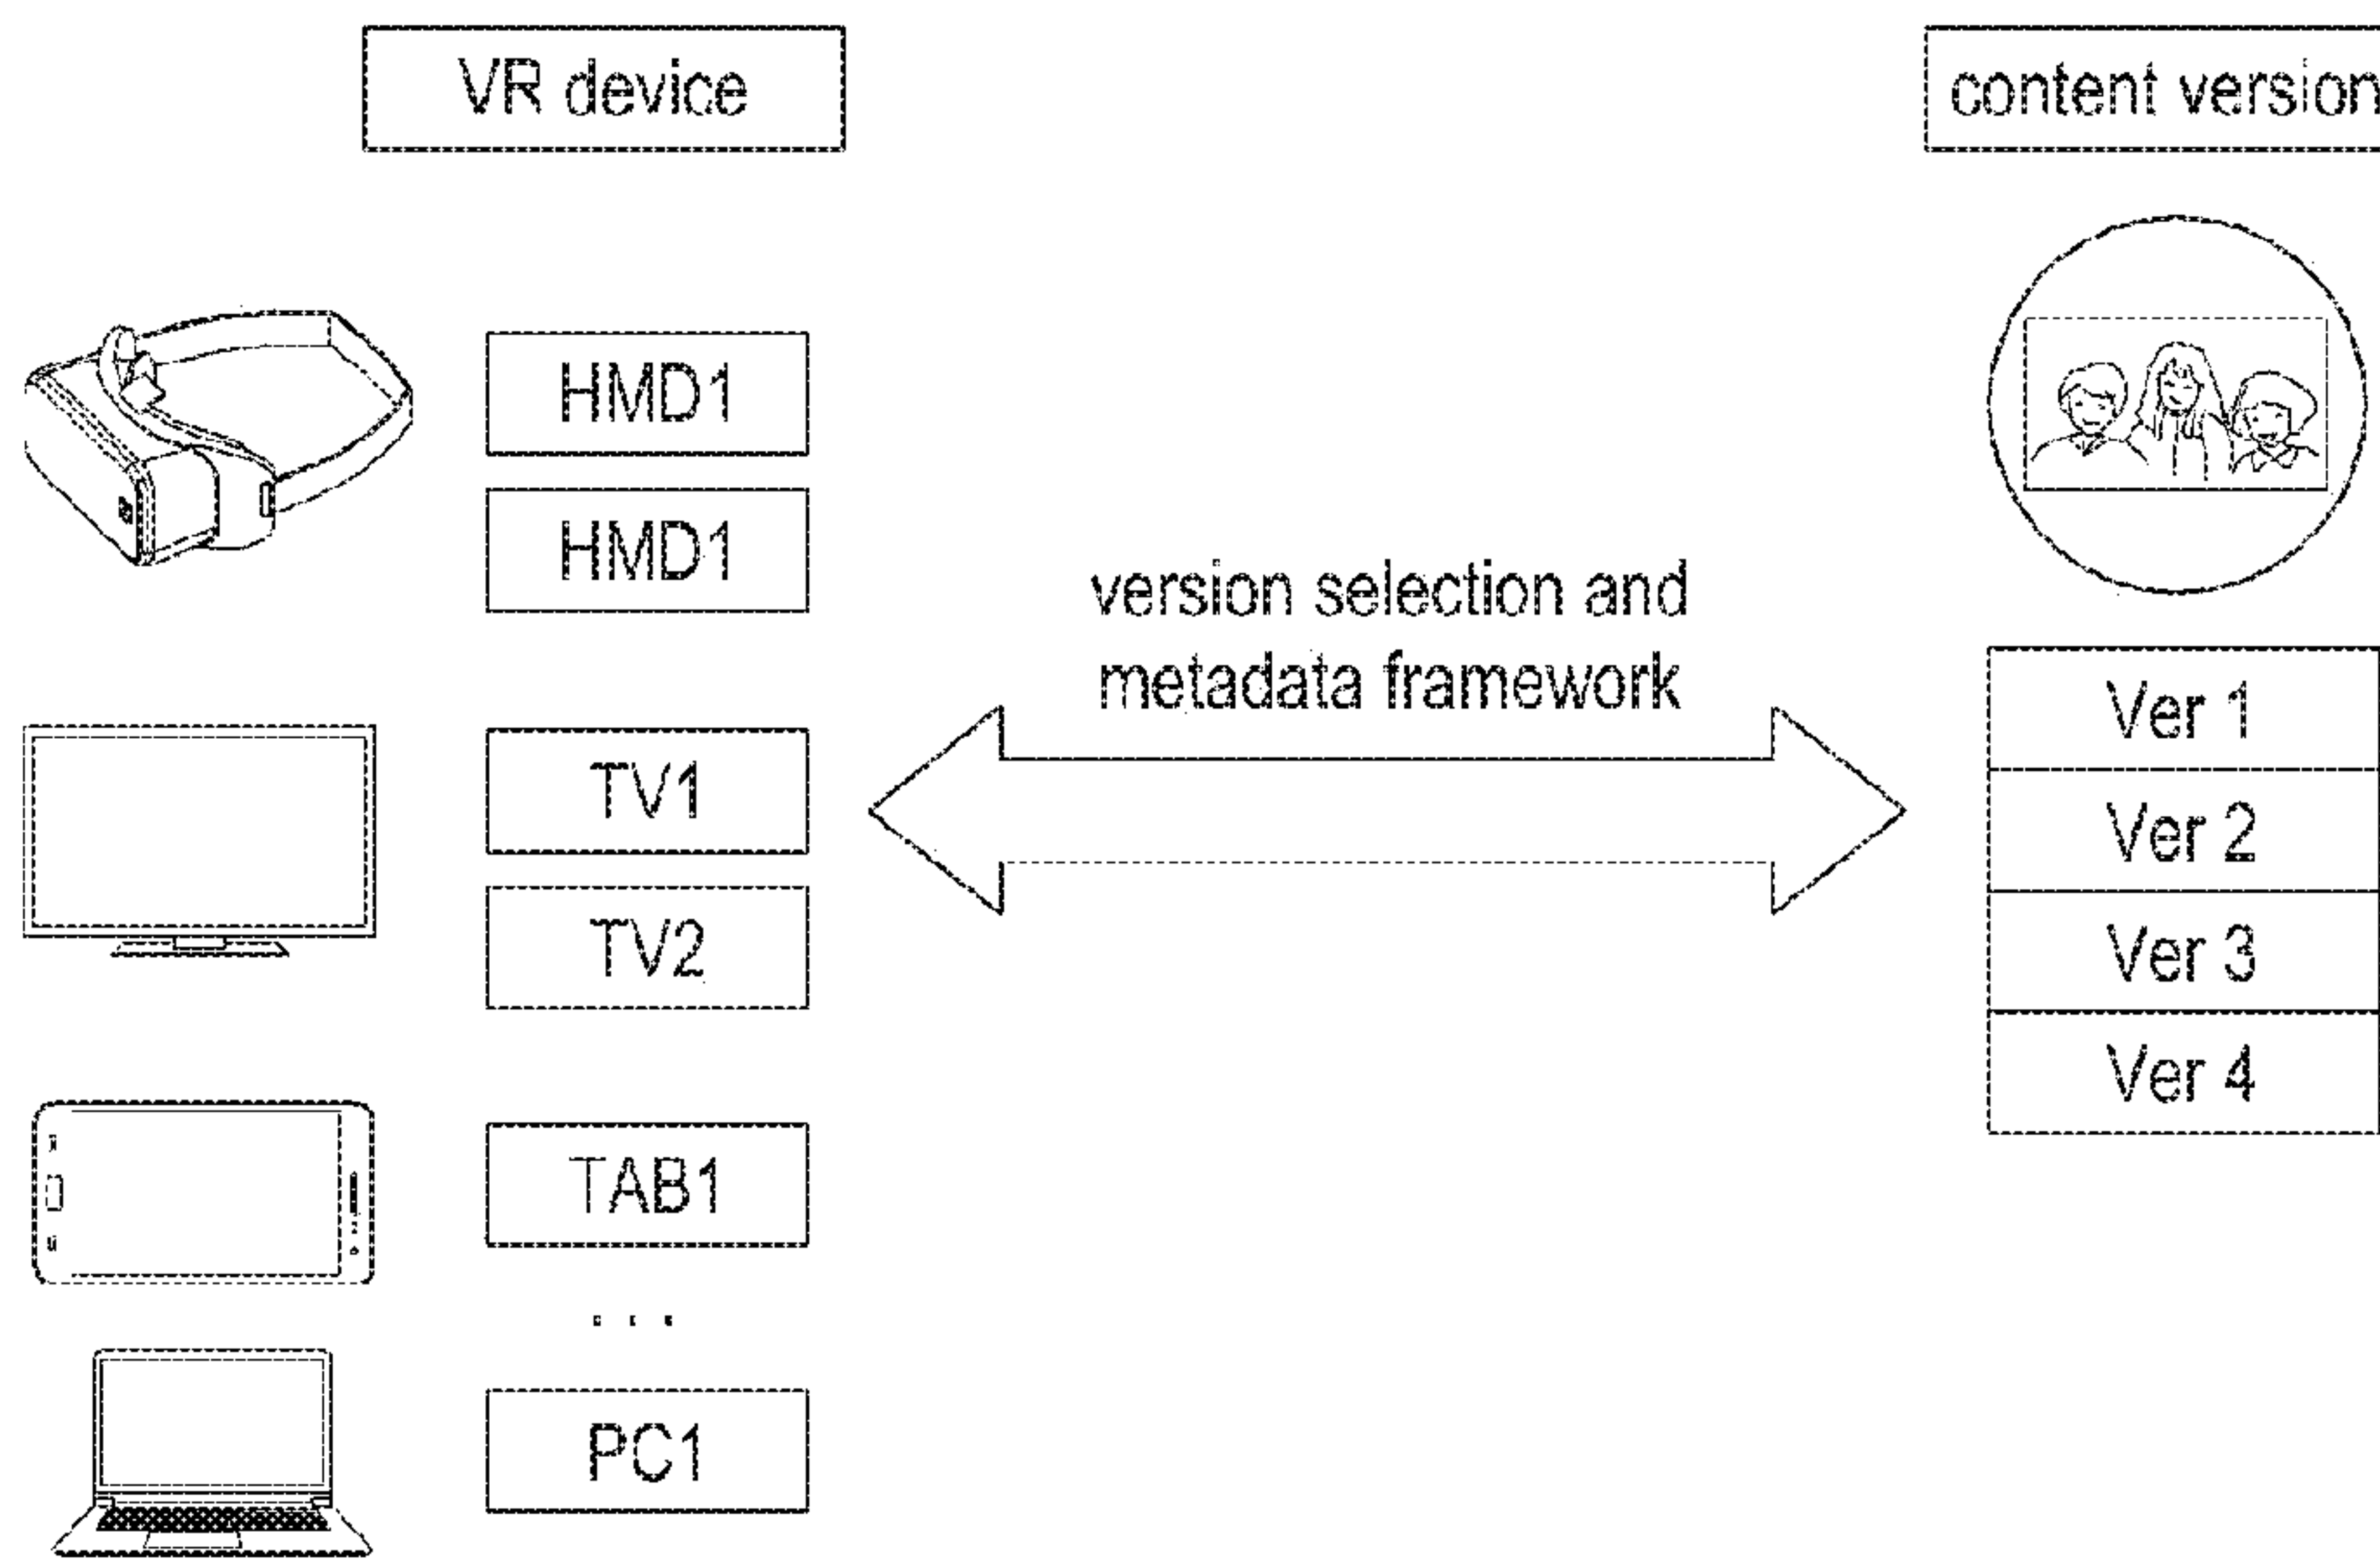 VR device
content version
HMD1
HMD1
version selection and
metadata framework
TV1
TV2
TAB1
. . .
PC1
Ver 1
Ver 2
Ver 3
Ver 4